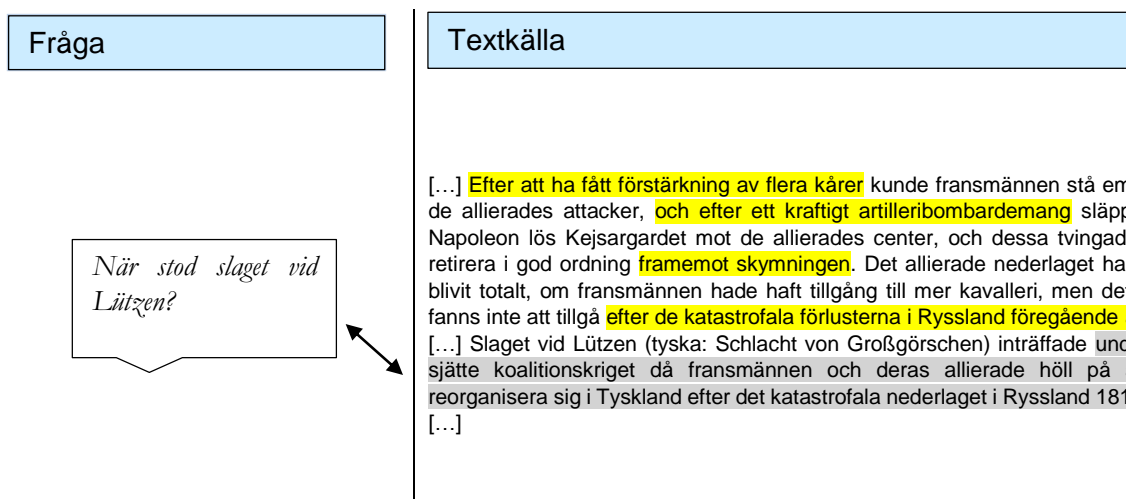 Fråga
Textkälla
När stod slaget vid
Lützen?
[…] Efter att ha fått förstärkning av flera kårer kunde fransmännen stå em
de allierades attacker, och efter ett kraftigt artilleribombardemang släpp
Napoleon lös Kejsargardet mot de allierades center, och dessa tvingad
retirera i god ordning framemot skymningen. Det allierade nederlaget ha
blivit totalt, om fransmännen hade haft tillgång till mer kavalleri, men de
fanns inte att tillgå efter de katastrofala förlusterna i Ryssland föregående
[…] Slaget vid Lützen (tyska: Schlacht von Großgörschen) inträffade und
sjätte koalitionskriget då fransmännen och deras allierade höll på
reorganisera sig i Tyskland efter det katastrofala nederlaget i Ryssland 181
[…]